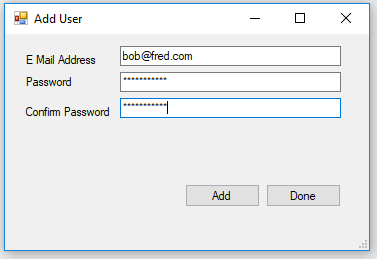 Add User
E Mail Address bob@fred.com
Password ***********
Confirm Password ***********
Add Done